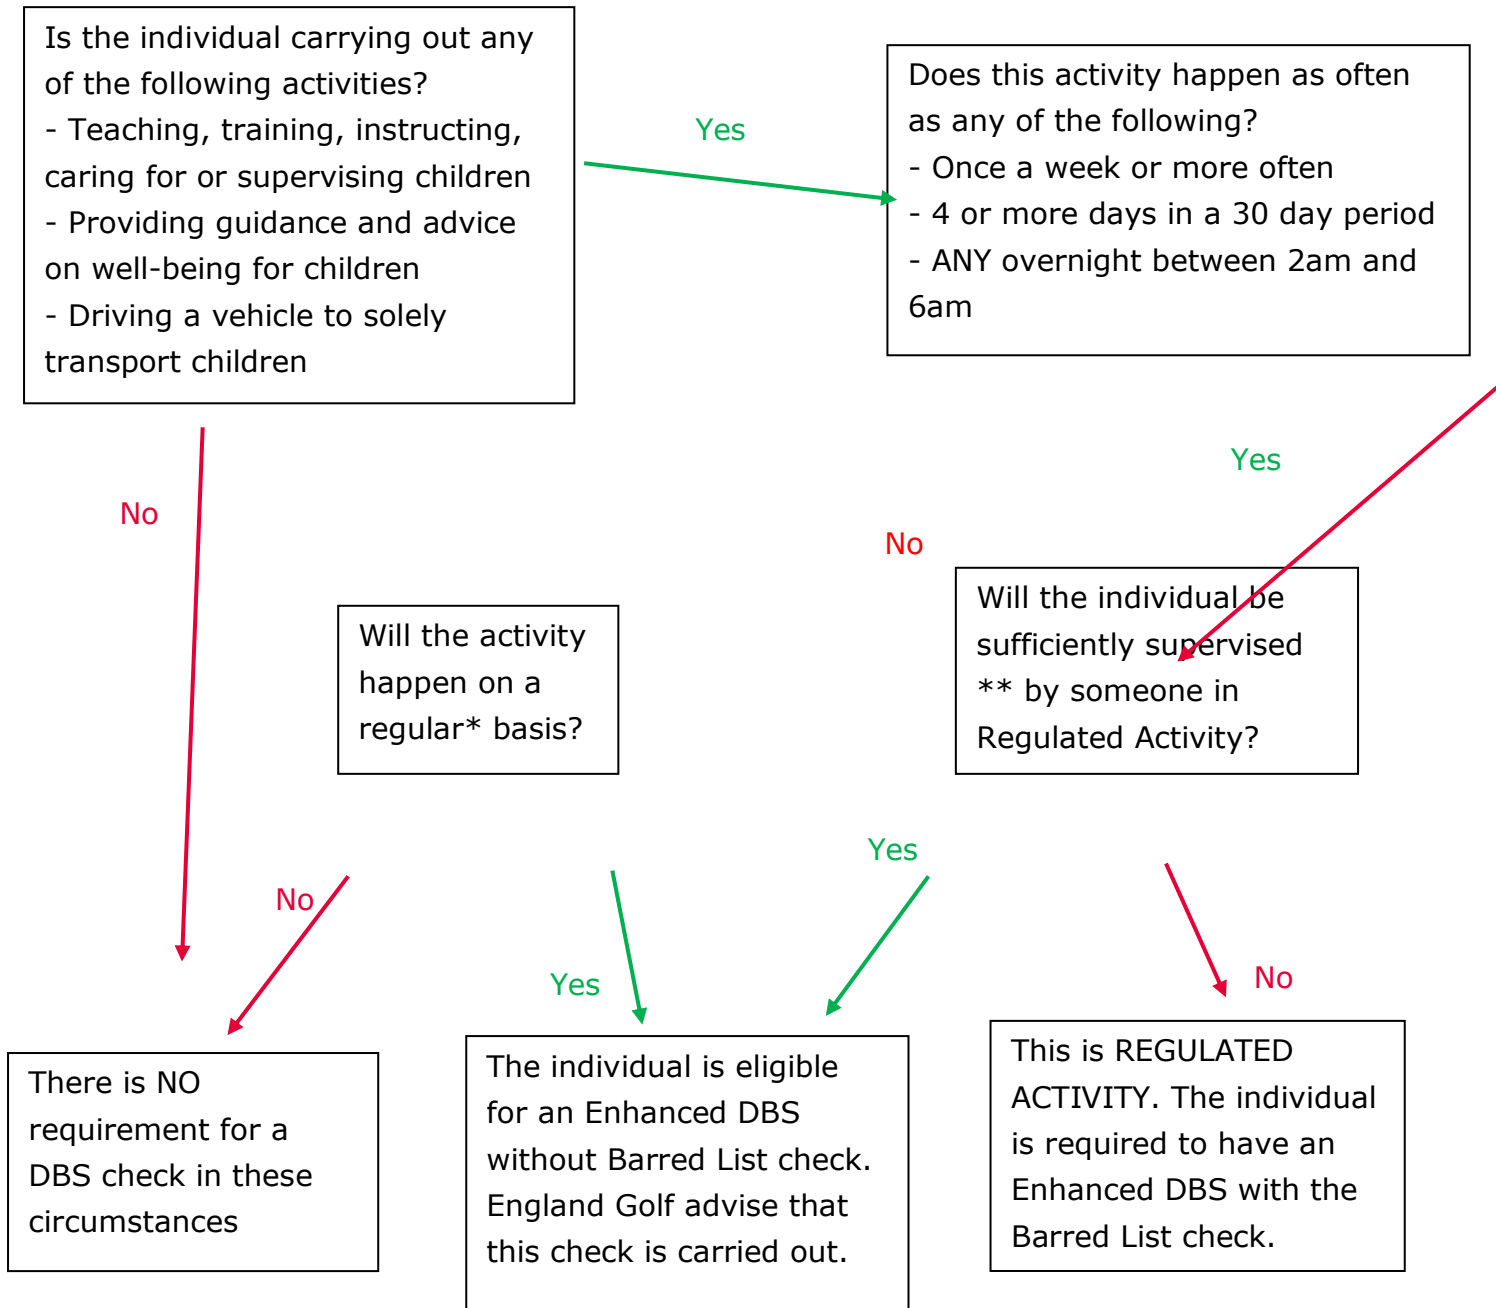 Is the individual carrying out any
of the following activities?
- Teaching, training, instructing,
caring for or supervising children
- Providing guidance and advice
on well-being for children
- Driving a vehicle to solely
transport children
Yes
Does this activity happen as often
as any of the following?
- Once a week or more often
- 4 or more days in a 30 day period
- ANY overnight between 2am and
6am
No
No
Yes
Will the activity
happen on a
regular* basis?
Will the individual be
sufficiently supervised
** by someone in
Regulated Activity?
No
Yes
Yes
No
There is NO
requirement for a
DBS check in these
circumstances
The individual is eligible
for an Enhanced DBS
without Barred List check.
England Golf advise that
this check is carried out.
This is REGULATED
ACTIVITY. The individual
is required to have an
Enhanced DBS with the
Barred List check.